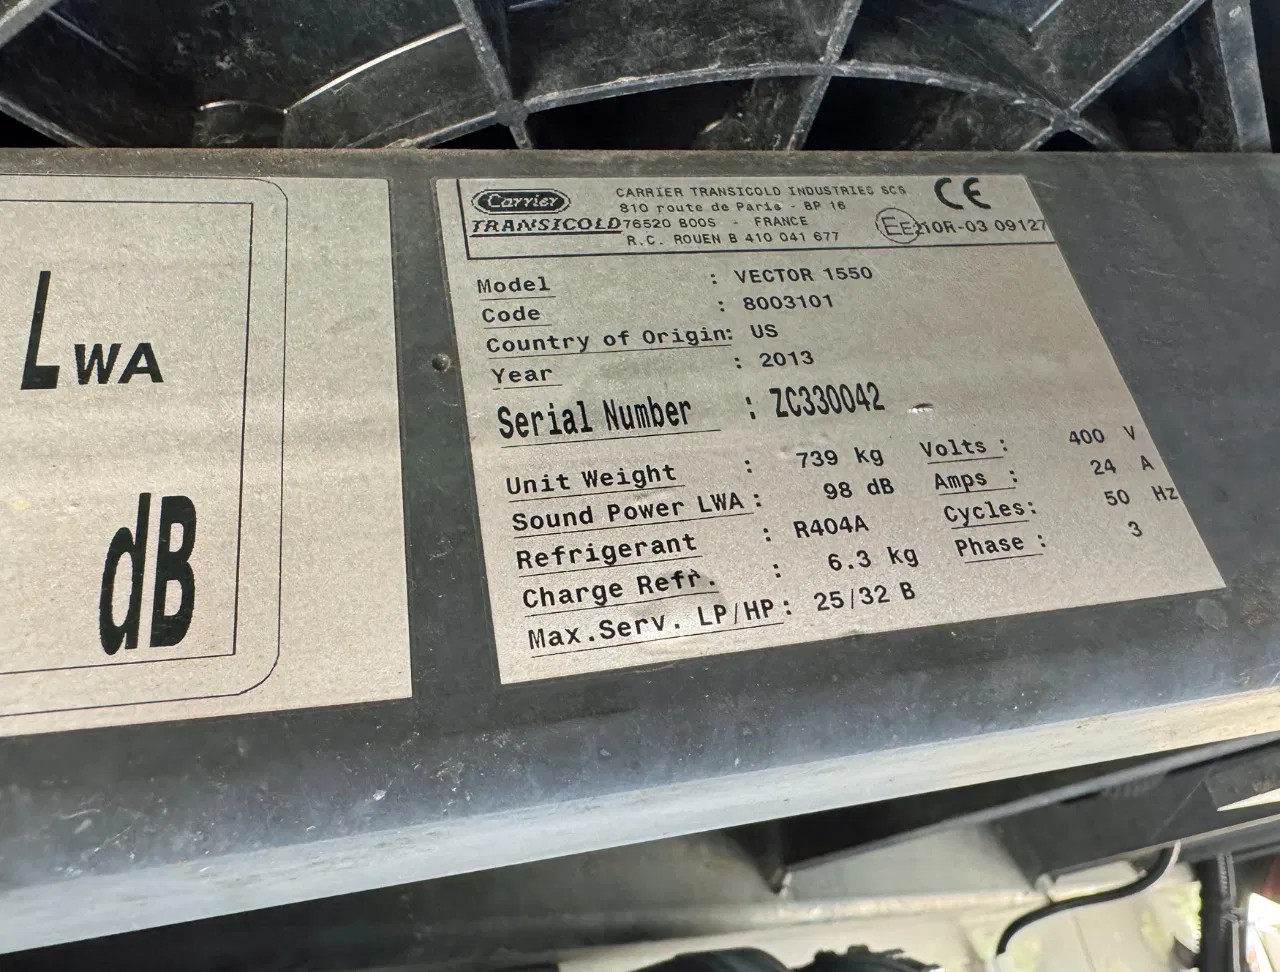 LWA
dB
Carrier
TRANSICOLD
CARRIER TRANSICOLD INDUSTRIES SCS
810 route de Paris - BP 16
76520 BOOS - FRANCE
R.C. ROUEN B 410 041 677
CE
10R-03 09127
Model : VECTOR 1550
Code : 8003101
Country of Origin: US
Year : 2013
Serial Number : ZC330042
Unit Weight : 739 kg
Sound Power LWA : 98 dB
Refrigerant : R404A
Charge Refr. : 6.3 kg
Max.Serv. LP/HP : 25/32 B
Volts : 400 V
Amps : 24 A
Cycles: 50 Hz
Phase : 3